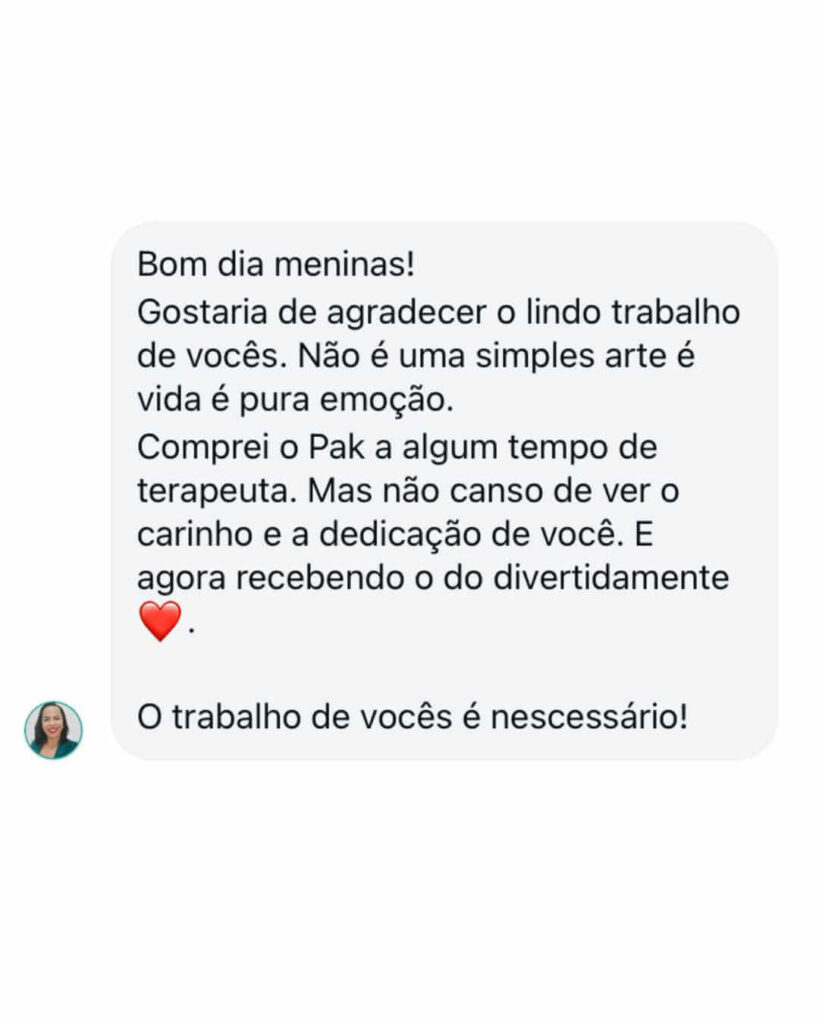 Bom dia meninas!
Gostaria de agradecer o lindo trabalho
de vocês. Não é uma simples arte é
vida é pura emoção.
Comprei o Pak a algum tempo de
terapeuta. Mas não canso de ver o
carinho e a dedicação de você. E
agora recebendo o do divertidamente
❤️ .
O trabalho de vocês é nescessário!